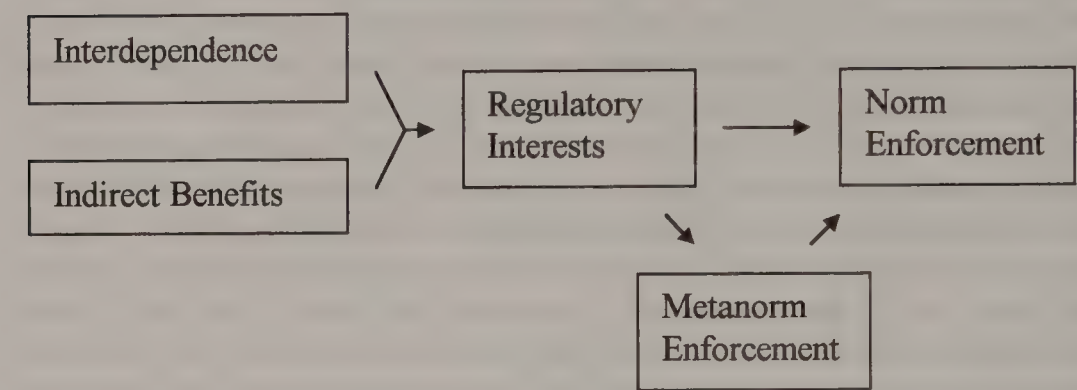 Interdependence
Indirect Benefits
Regulatory
Interests
Norm
Enforcement
Metanorm
Enforcement